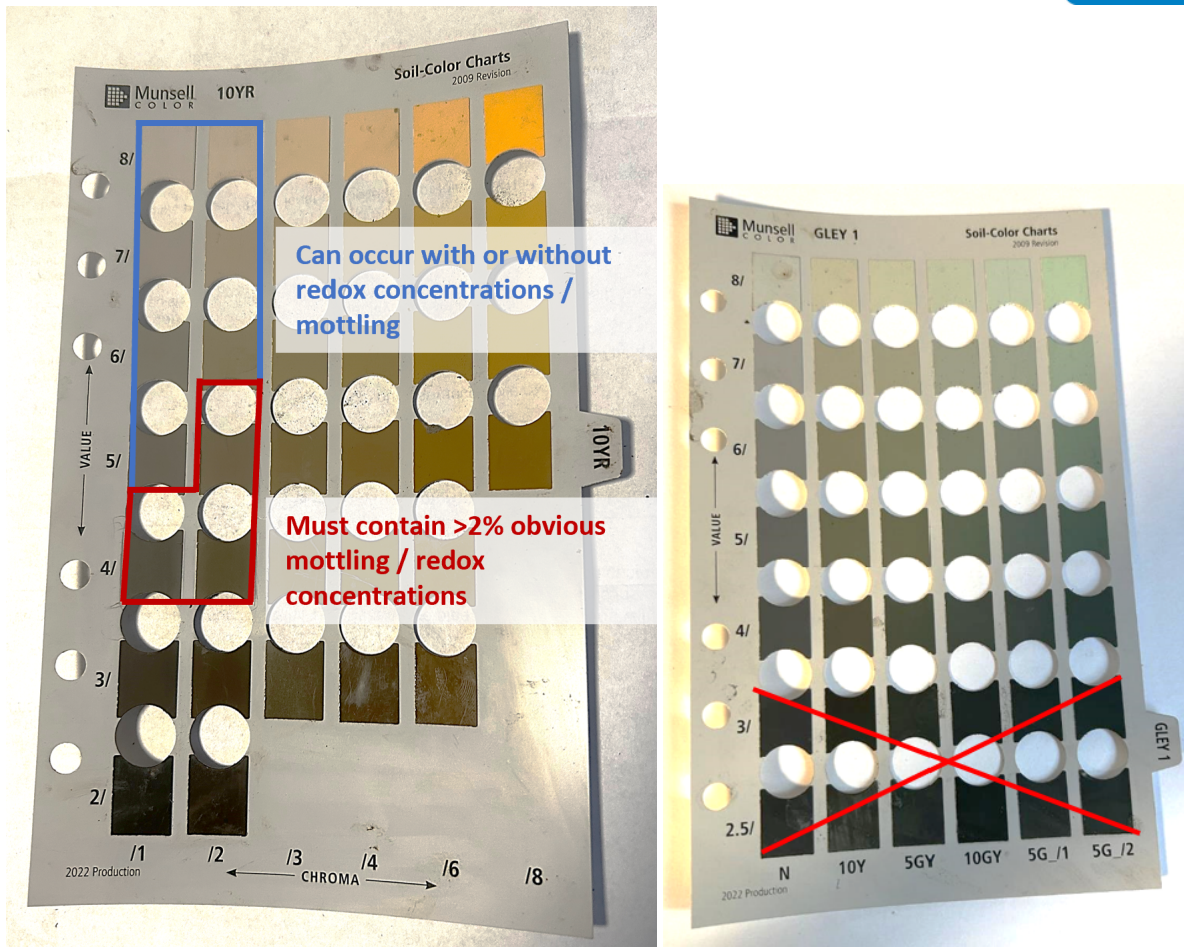 Munsell
COLOR
10YR
Soil-Color Charts
2009 Revision
8/
7/
6/
5/
4/
3/
2/
VALUE
Can occur with or without
redox concentrations /
mottling
Must contain >2% obvious
mottling / redox
concentrations
10YR
/1 /2 /3 /4 /6 /8
CHROMA
2022 Production
Munsell
COLOR
GLEY 1
Soil-Color Charts
2009 Revision
8/
7/
6/
5/
4/
3/
2.5/
VALUE
GLEY 1
N 10Y 5GY 10GY 5G_/1 5G_/2
2022 Production